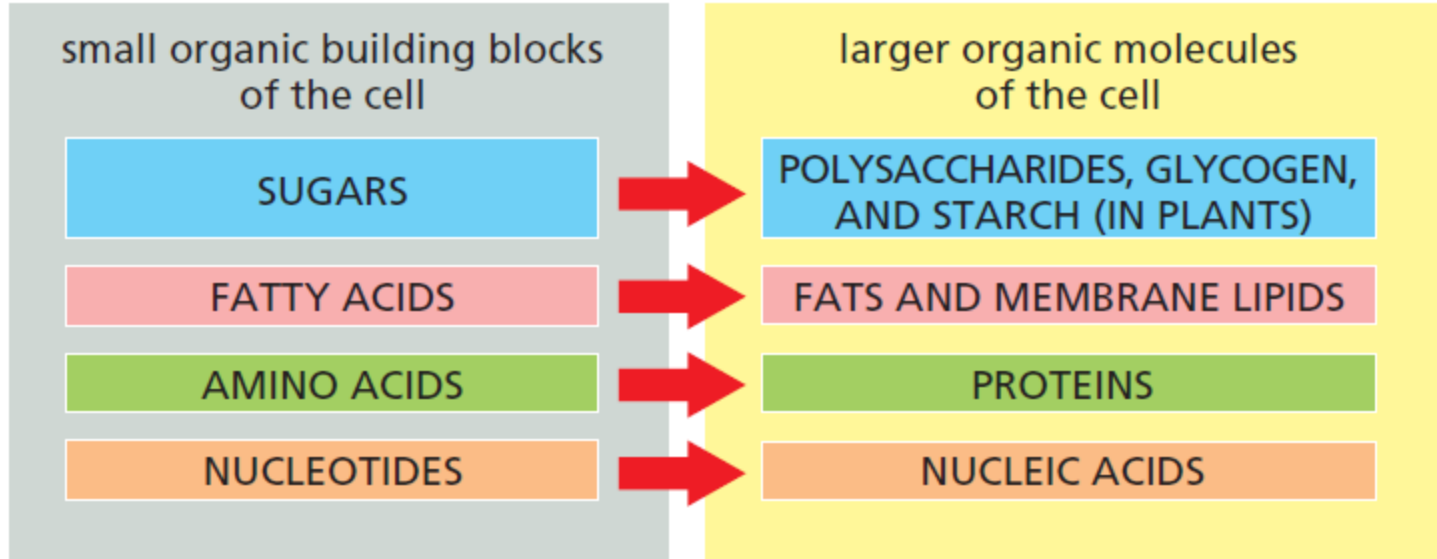 small organic building blocks
of the cell
larger organic molecules
of the cell
SUGARS
POLYSACCHARIDES, GLYCOGEN,
AND STARCH (IN PLANTS)
FATTY ACIDS
FATS AND MEMBRANE LIPIDS
AMINO ACIDS
PROTEINS
NUCLEOTIDES
NUCLEIC ACIDS